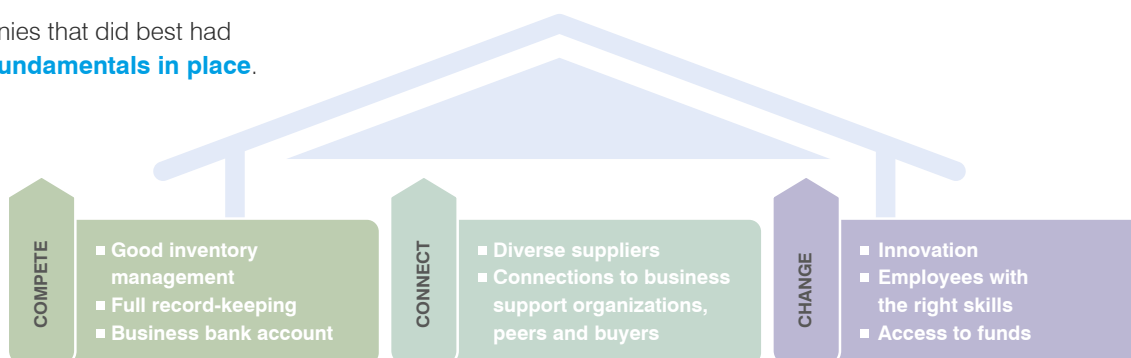 nies that did best had
undamentals in place.
COMPETE
■ Good inventory
management
■ Full record-keeping
■ Business bank account
CONNECT
■ Diverse suppliers
■ Connections to business
support organizations,
peers and buyers
CHANGE
■ Innovation
■ Employees with
the right skills
■ Access to funds